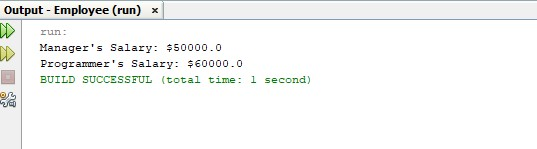 Output - Employee (run) ×
run:
Manager's Salary: $50000.0
Programmer's Salary: $60000.0
BUILD SUCCESSFUL (total time: 1 second)